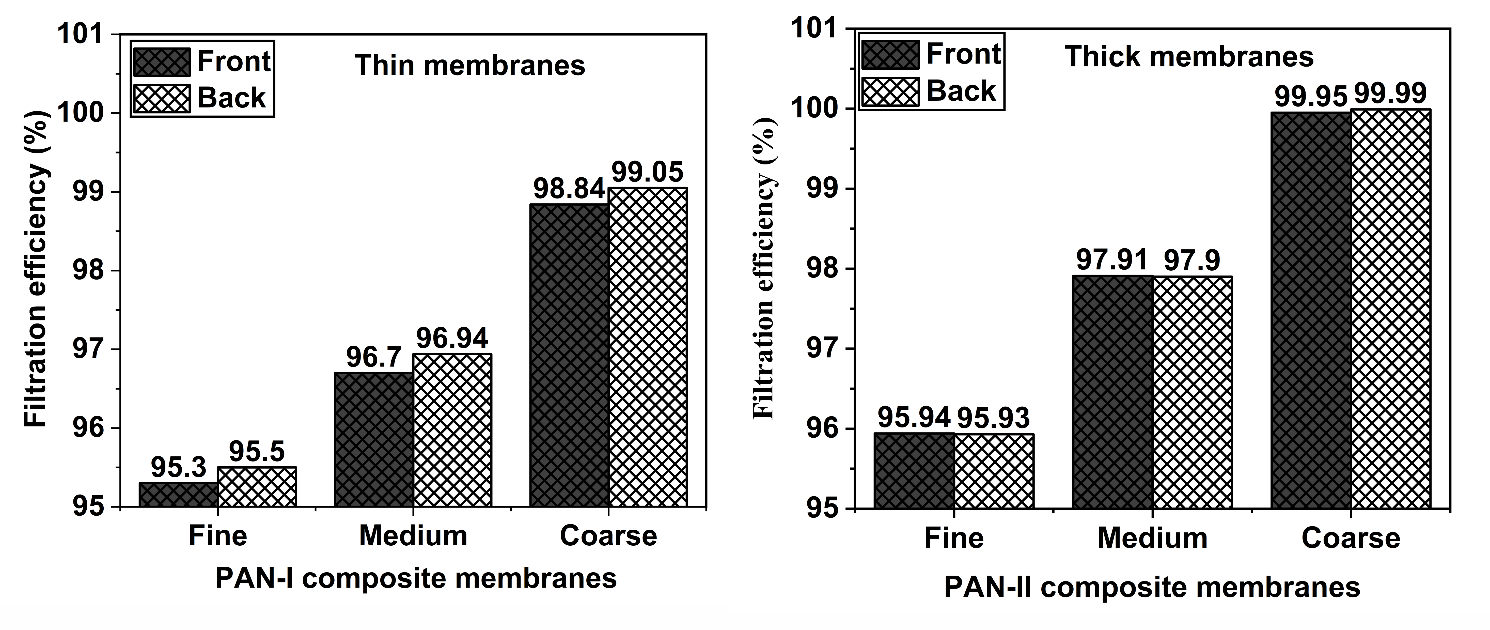 101
100
99
98
97
96
95
Filtration efficiency (%)
Front
Back
Thin membranes
95.3
95.5
96.7
96.94
98.84
99.05
Fine
Medium
Coarse
PAN-I composite membranes
101
100
99
98
97
96
95
Filtration efficiency (%)
Front
Back
Thick membranes
95.94
95.93
97.91
97.9
99.95
99.99
Fine
Medium
Coarse
PAN-II composite membranes